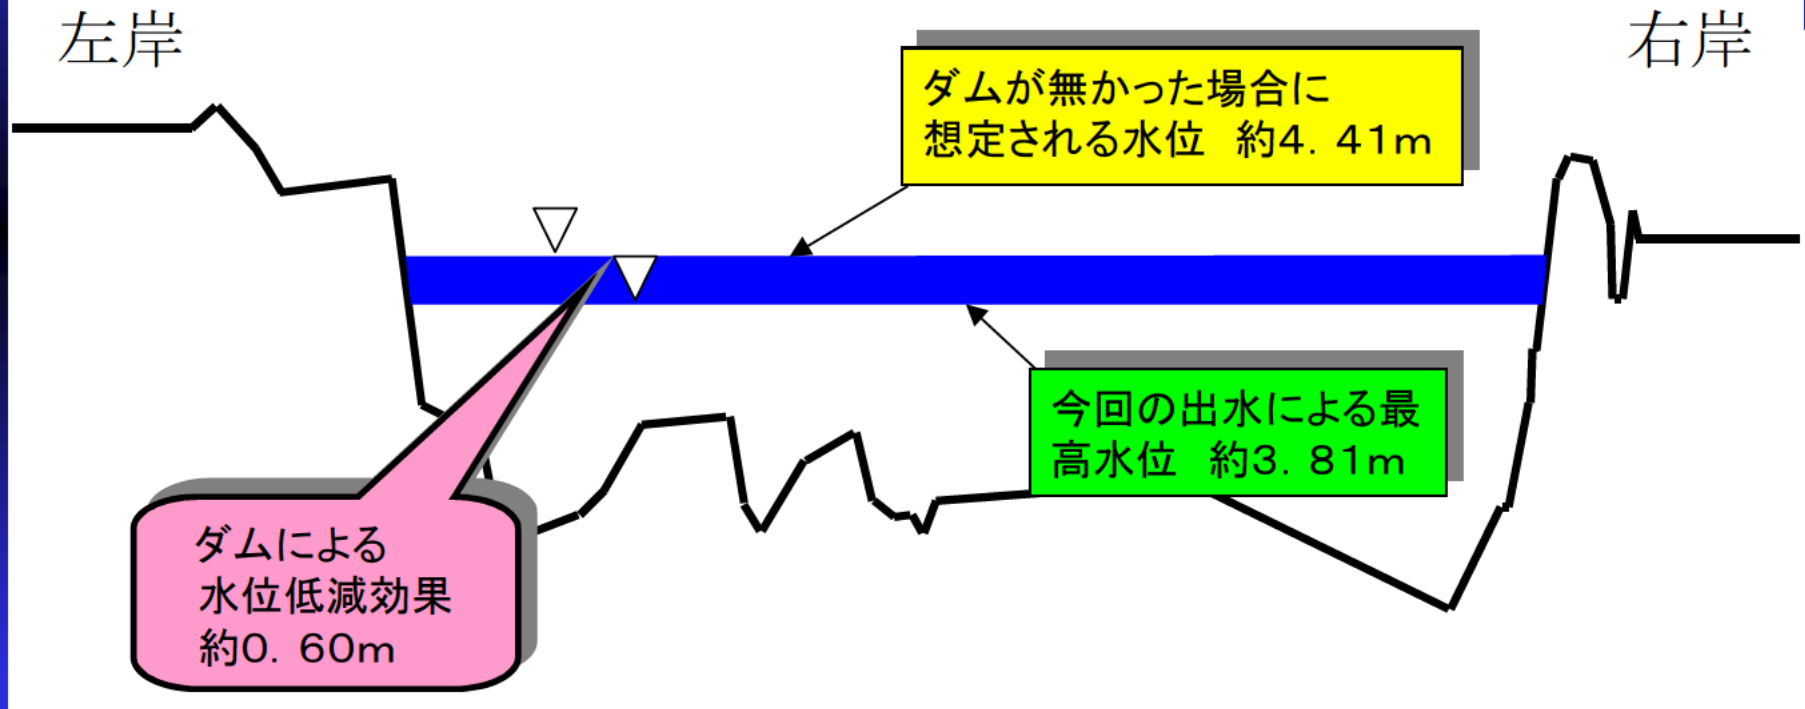 左岸
右岸
ダムが無かった場合に
想定される水位　約4．41m
今回の出水による最
高水位　約3．81m
ダムによる
水位低減効果
約0．60m